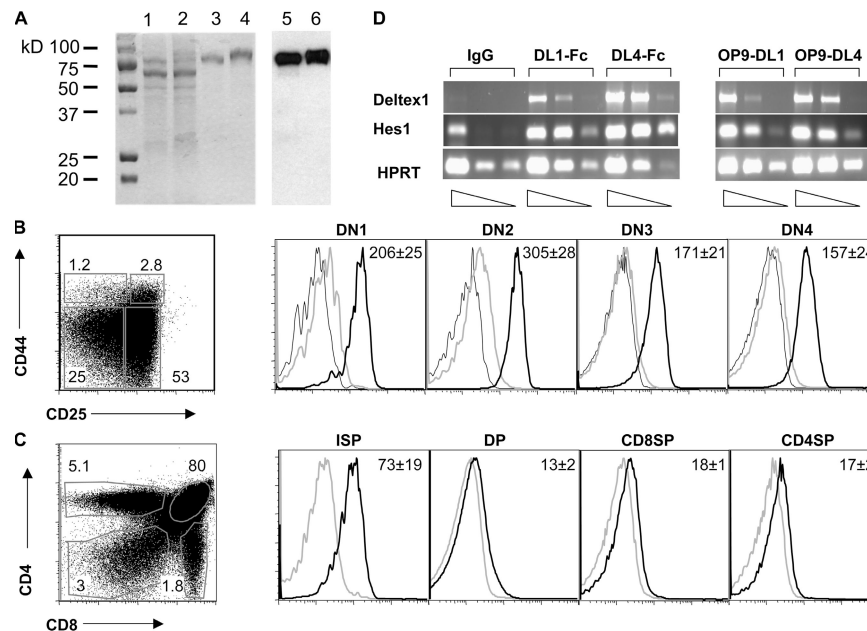 A
1 2 3 4 5 6
kD 100
75
50
37
25
20
D
IgG DL1-Fc DL4-Fc OP9-DL1 OP9-DL4
Deltex1
Hes1
HPRT
B
1.2 2.8
25 53
CD44
CD25
DN1 DN2 DN3 DN4
206±25 305±28 171±21 157±24
C
5.1 80
3 1.8
CD4
CD8
ISP DP CD8SP CD4SP
73±19 13±2 18±1